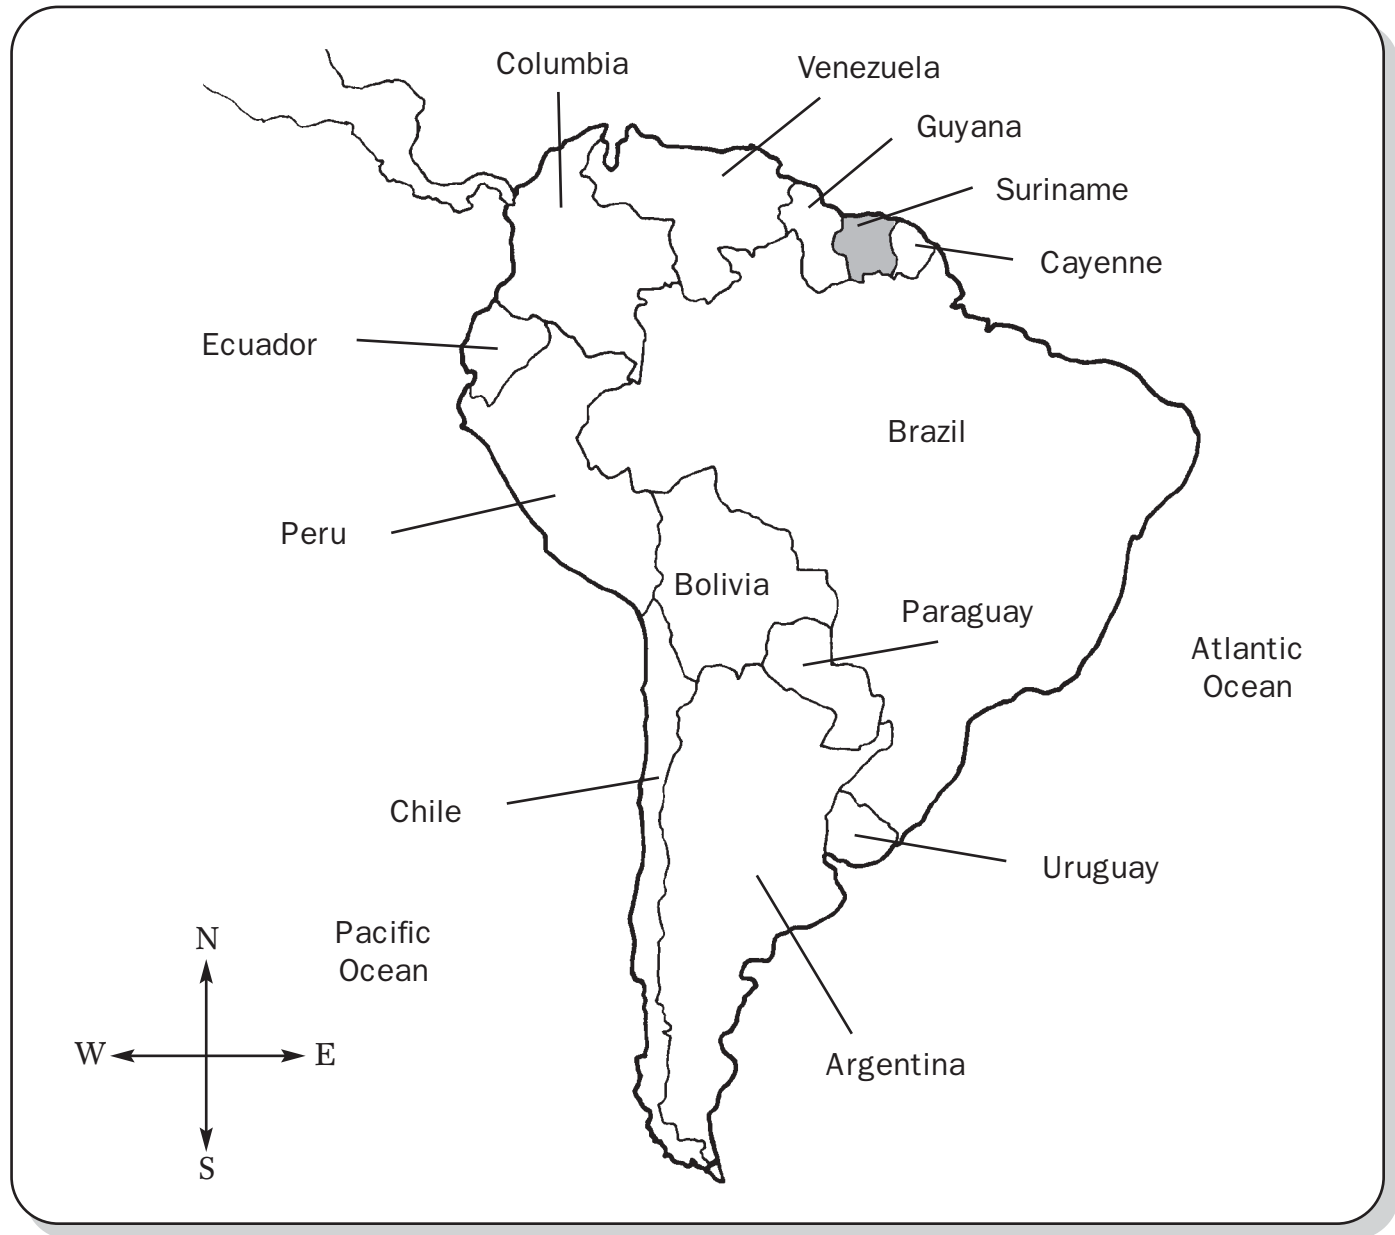 Columbia
Venezuela
Guyana
Suriname
Cayenne
Ecuador
Brazil
Peru
Bolivia
Paraguay
Atlantic
Ocean
Chile
Uruguay
Pacific
Ocean
N
W
E
S
Argentina